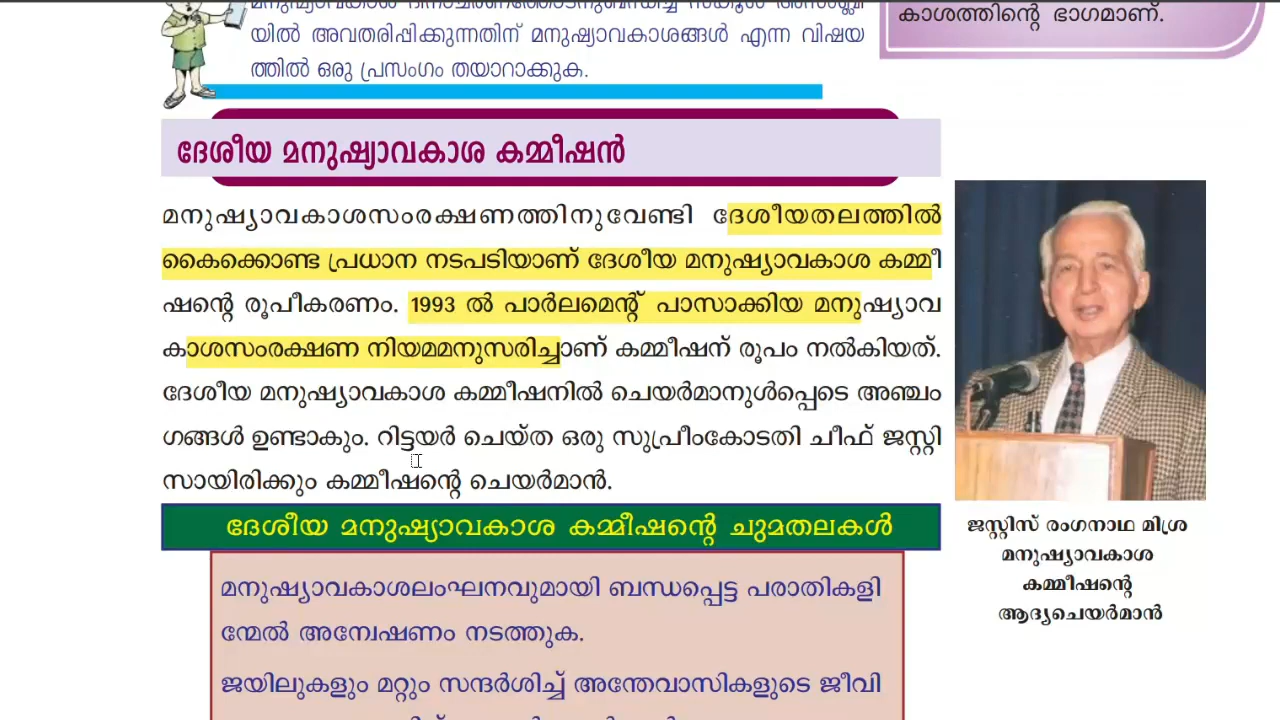 യിൽ അവതരിപ്പിക്കുന്നതിന് മനുഷ്യാവകാശങ്ങൾ എന്ന വിഷയ
ത്തിൽ ഒരു പ്രസംഗം തയാറാക്കുക.
കാശത്തിന്റെ ഭാഗമാണ്.
ദേശീയ മനുഷ്യാവകാശ കമ്മീഷൻ
മനുഷ്യാവകാശസംരക്ഷണത്തിനുവേണ്ടി ദേശീയതലത്തിൽ
കൈക്കൊണ്ട പ്രധാന നടപടിയാണ് ദേശീയ മനുഷ്യാവകാശ കമ്മീ
ഷന്റെ രൂപീകരണം. 1993 ൽ പാർലമെന്റ് പാസാക്കിയ മനുഷ്യാവ
കാശസംരക്ഷണ നിയമമനുസരിച്ചാണ് കമ്മീഷന് രൂപം നൽകിയത്.
ദേശീയ മനുഷ്യാവകാശ കമ്മീഷനിൽ ചെയർമാനുൾപ്പെടെ അഞ്ചം
ഗങ്ങൾ ഉണ്ടാകും. റിട്ടയർ ചെയ്ത ഒരു സുപ്രീംകോടതി ചീഫ് ജസ്റ്റി
സായിരിക്കും കമ്മീഷന്റെ ചെയർമാൻ.
ജസ്റ്റിസ് രംഗനാഥ മിശ്ര
മനുഷ്യാവകാശ
കമ്മീഷന്റെ
ആദ്യചെയർമാൻ
ദേശീയ മനുഷ്യാവകാശ കമ്മീഷന്റെ ചുമതലകൾ
മനുഷ്യാവകാശലംഘനവുമായി ബന്ധപ്പെട്ട പരാതികളി
ന്മേൽ അന്വേഷണം നടത്തുക.
ജയിലുകളും മറ്റും സന്ദർശിച്ച് അന്തേവാസികളുടെ ജീവി